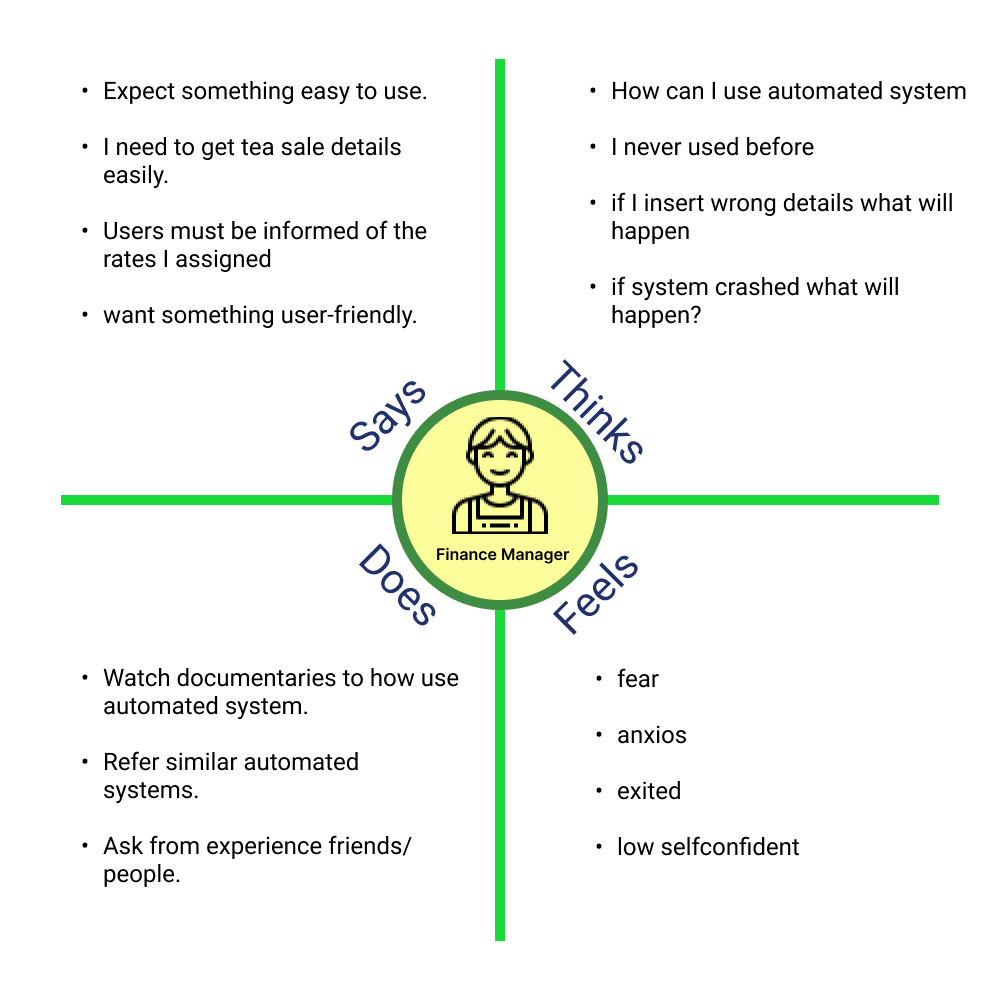 • Expect something easy to use.
• I need to get tea sale details
easily.
• Users must be informed of the
rates I assigned
• want something user-friendly.
• How can I use automated system
• I never used before
• if I insert wrong details what will
happen
• if system crashed what will
happen?
Says
Thinks
Finance Manager
Does
Feels
• Watch documentaries to how use
automated system.
• Refer similar automated
systems.
• Ask from experience friends/
people.
• fear
• anxios
• exited
• low selfconfident